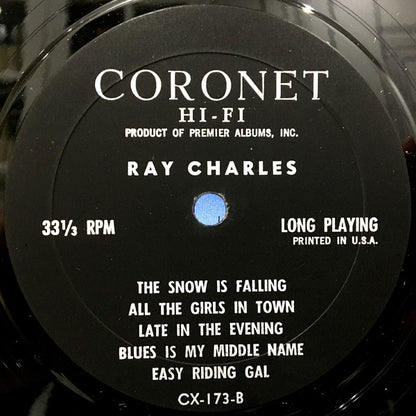 CORONET
HI-FI
PRODUCT OF PREMIER ALBUMS, INC.
RAY CHARLES
33⅓ RPM
LONG PLAYING
PRINTED IN U.S.A.
THE SNOW IS FALLING
ALL THE GIRLS IN TOWN
LATE IN THE EVENING
BLUES IS MY MIDDLE NAME
EASY RIDING GAL
CX-173-B